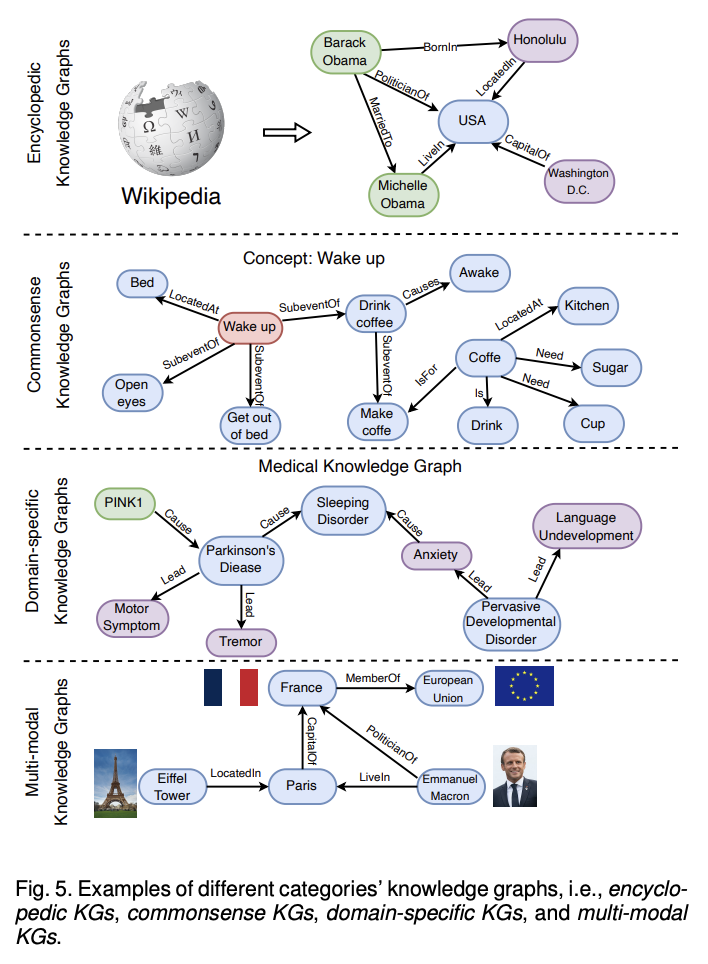 Encyclopedic
Knowledge Graphs
Wikipedia
Ω
W
И
維
Barack
Obama
BornIn
Honolulu
PoliticianOf
LocatedIn
MarriedTo
USA
LiveIn
CapitalOf
Michelle
Obama
Washington
D.C.
Commonsense
Knowledge Graphs
Concept: Wake up
Bed
LocatedAt
Wake up
SubeventOf
Drink
coffee
Causes
Awake
SubeventOf
Open
eyes
SubeventOf
Get out
of bed
SubeventOf
Make
coffe
IsFor
Coffe
LocatedAt
Kitchen
Need
Sugar
Need
Cup
Is
Drink
Domain-specific
Knowledge Graphs
Medical Knowledge Graph
PINK1
Cause
Parkinson's
Diease
Cause
Sleeping
Disorder
Cause
Anxiety
Language
Undevelopment
Lead
Motor
Symptom
Lead
Tremor
Lead
Lead
Pervasive
Developmental
Disorder
Multi-modal
Knowledge Graphs
France
MemberOf
European
Union
CapitalOf
PoliticianOf
Eiffel
Tower
LocatedIn
Paris
LiveIn
Emmanuel
Macron
Fig. 5. Examples of different categories' knowledge graphs, i.e., encyclo-
pedic KGs, commonsense KGs, domain-specific KGs, and multi-modal
KGs.